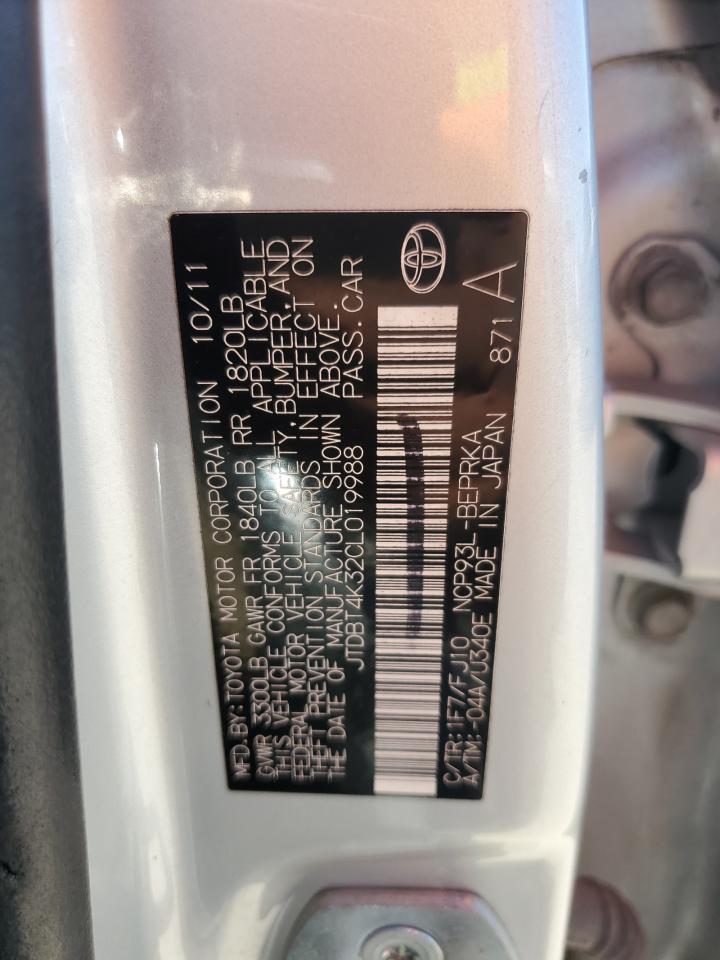 MFD.BY:TOYOTA MOTOR CORPORATION 10/11
GVWR 3300LB GAWR FR 1840LB RR 1820LB
THIS VEHICLE CONFORMS TO ALL APPLICABLE
FEDERAL MOTOR VEHICLE SAFETY,BUMPER,AND
THEFT PREVENTION STANDARDS IN EFFECT ON
THE DATE OF MANUFACTURE SHOWN ABOVE.
JTDBT4K32CL019988 PASS.CAR
C/TR:1F7/FJ10 NCP93L-BEPRKA 871 A
A/TM:-04A/U340E MADE IN JAPAN